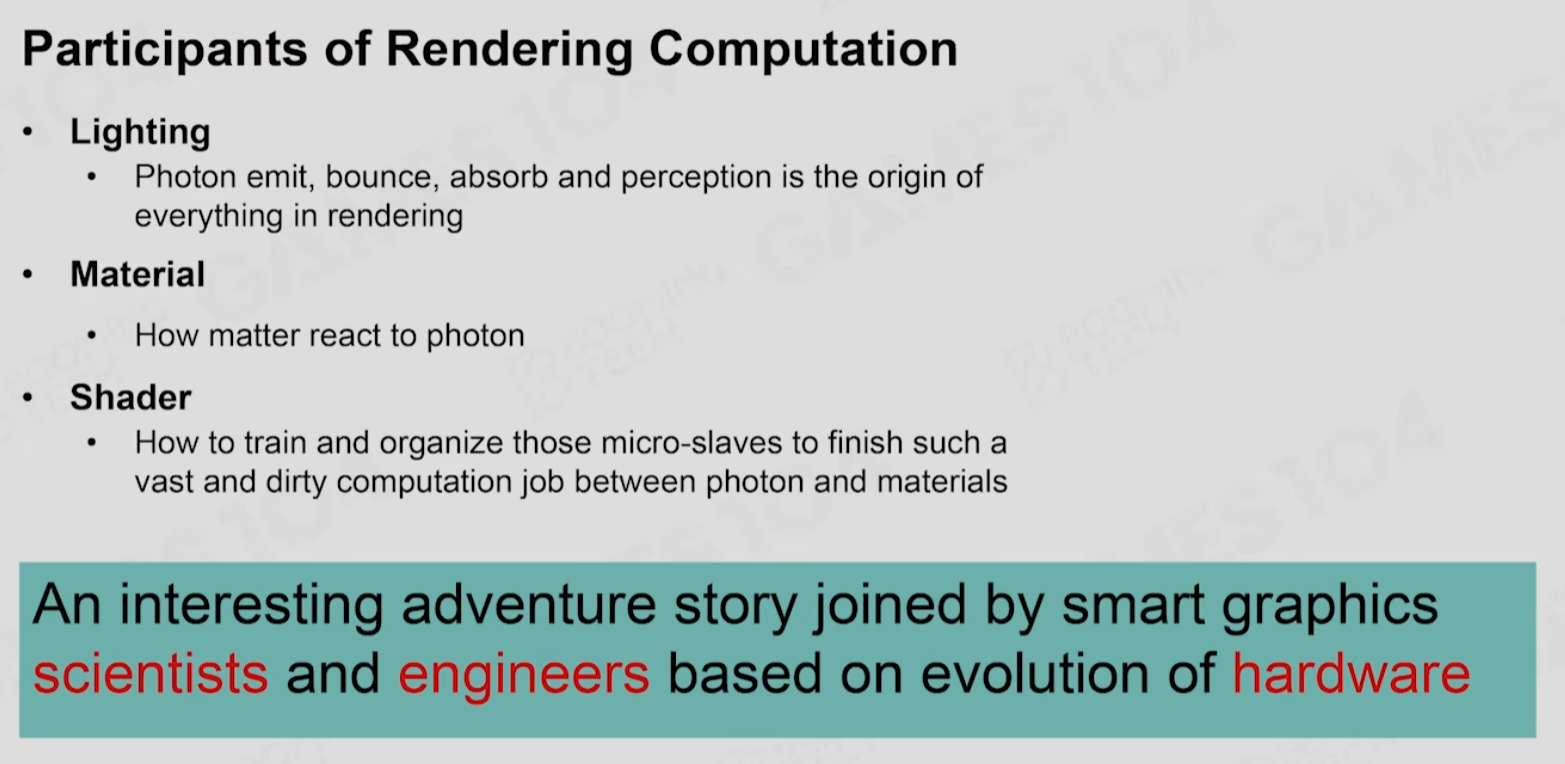 Participants of Rendering Computation
• Lighting
• Photon emit, bounce, absorb and perception is the origin of
everything in rendering
• Material
• How matter react to photon
• Shader
• How to train and organize those micro-slaves to finish such a
vast and dirty computation job between photon and materials
An interesting adventure story joined by smart graphics
scientists and engineers based on evolution of hardware
GAMES104
BOOMING
TECH